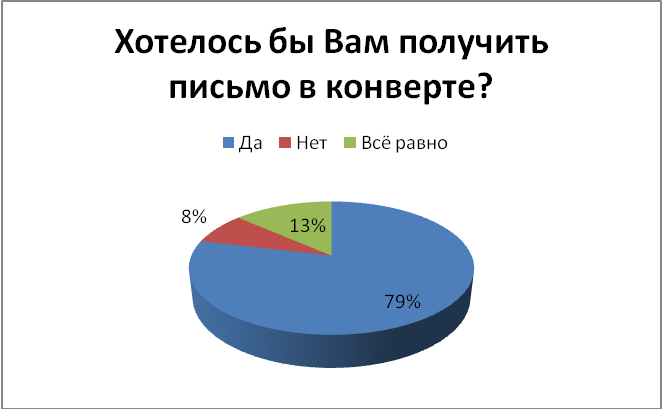 Хотелось бы Вам получить
письмо в конверте?
Да Нет Всё равно
8%
13%
79%